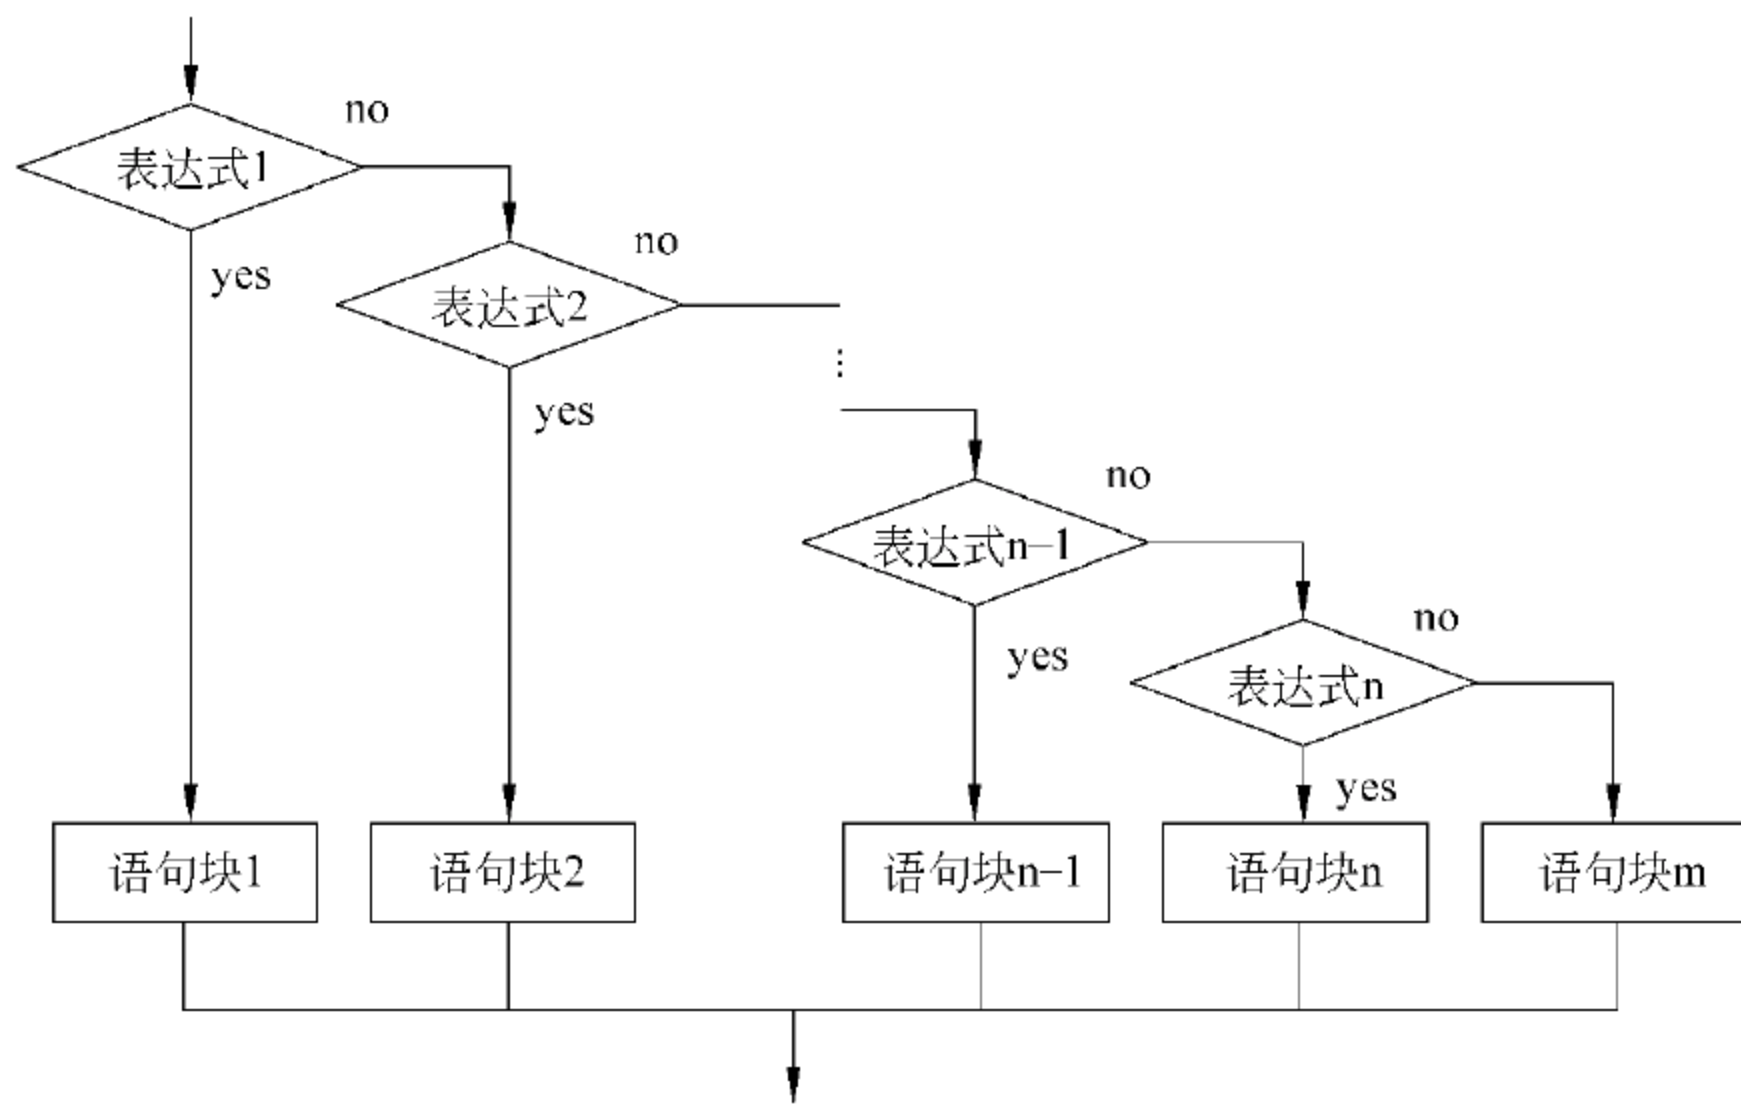 no
表达式1
yes
no
表达式2
⋮
yes
no
表达式n-1
yes
no
表达式n
yes
语句块1
语句块2
语句块n-1
语句块n
语句块m